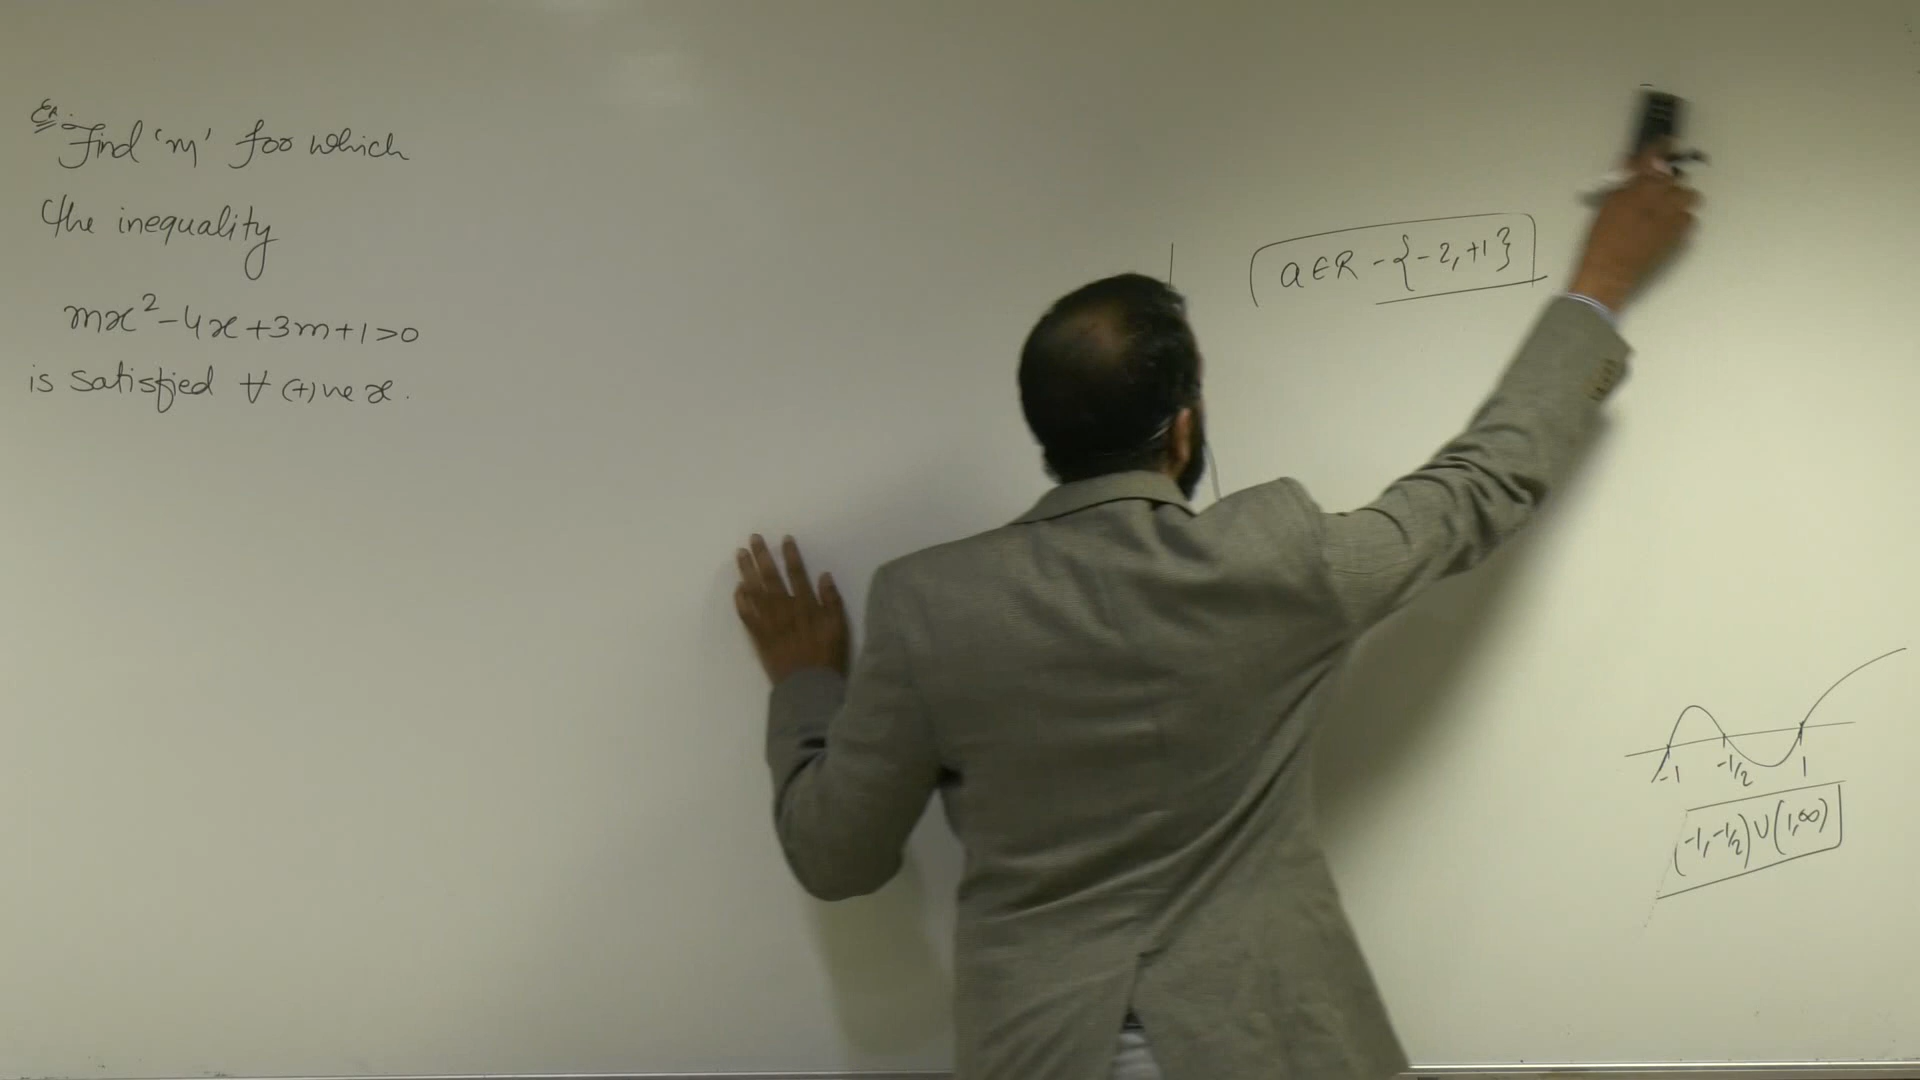 Ex. Find 'm' for which
the inequality
mx² - 4x + 3m + 1 > 0
is satisfied ∀ (+)ve x.
a ∈ R - {-2, +1}
-1 -1/2 1
(-1, -1/2) ∪ (1, ∞)